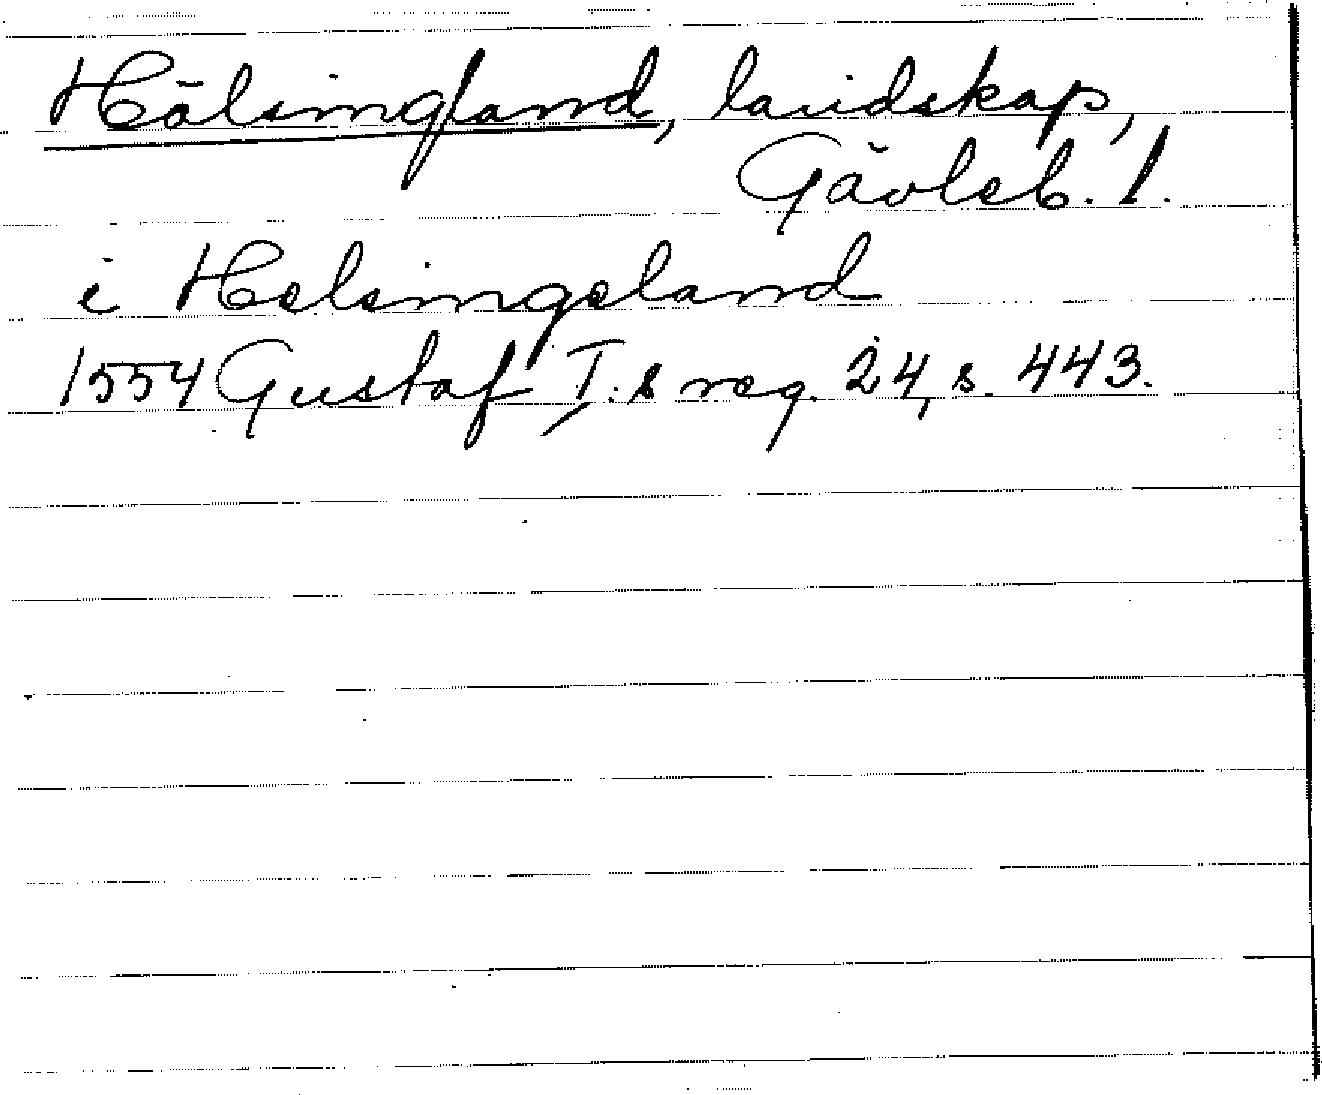 Hälsingland, landskap,
Gävleb. l.
i Helsingeland
1554 Gustaf I:s reg. 24, s. 443.